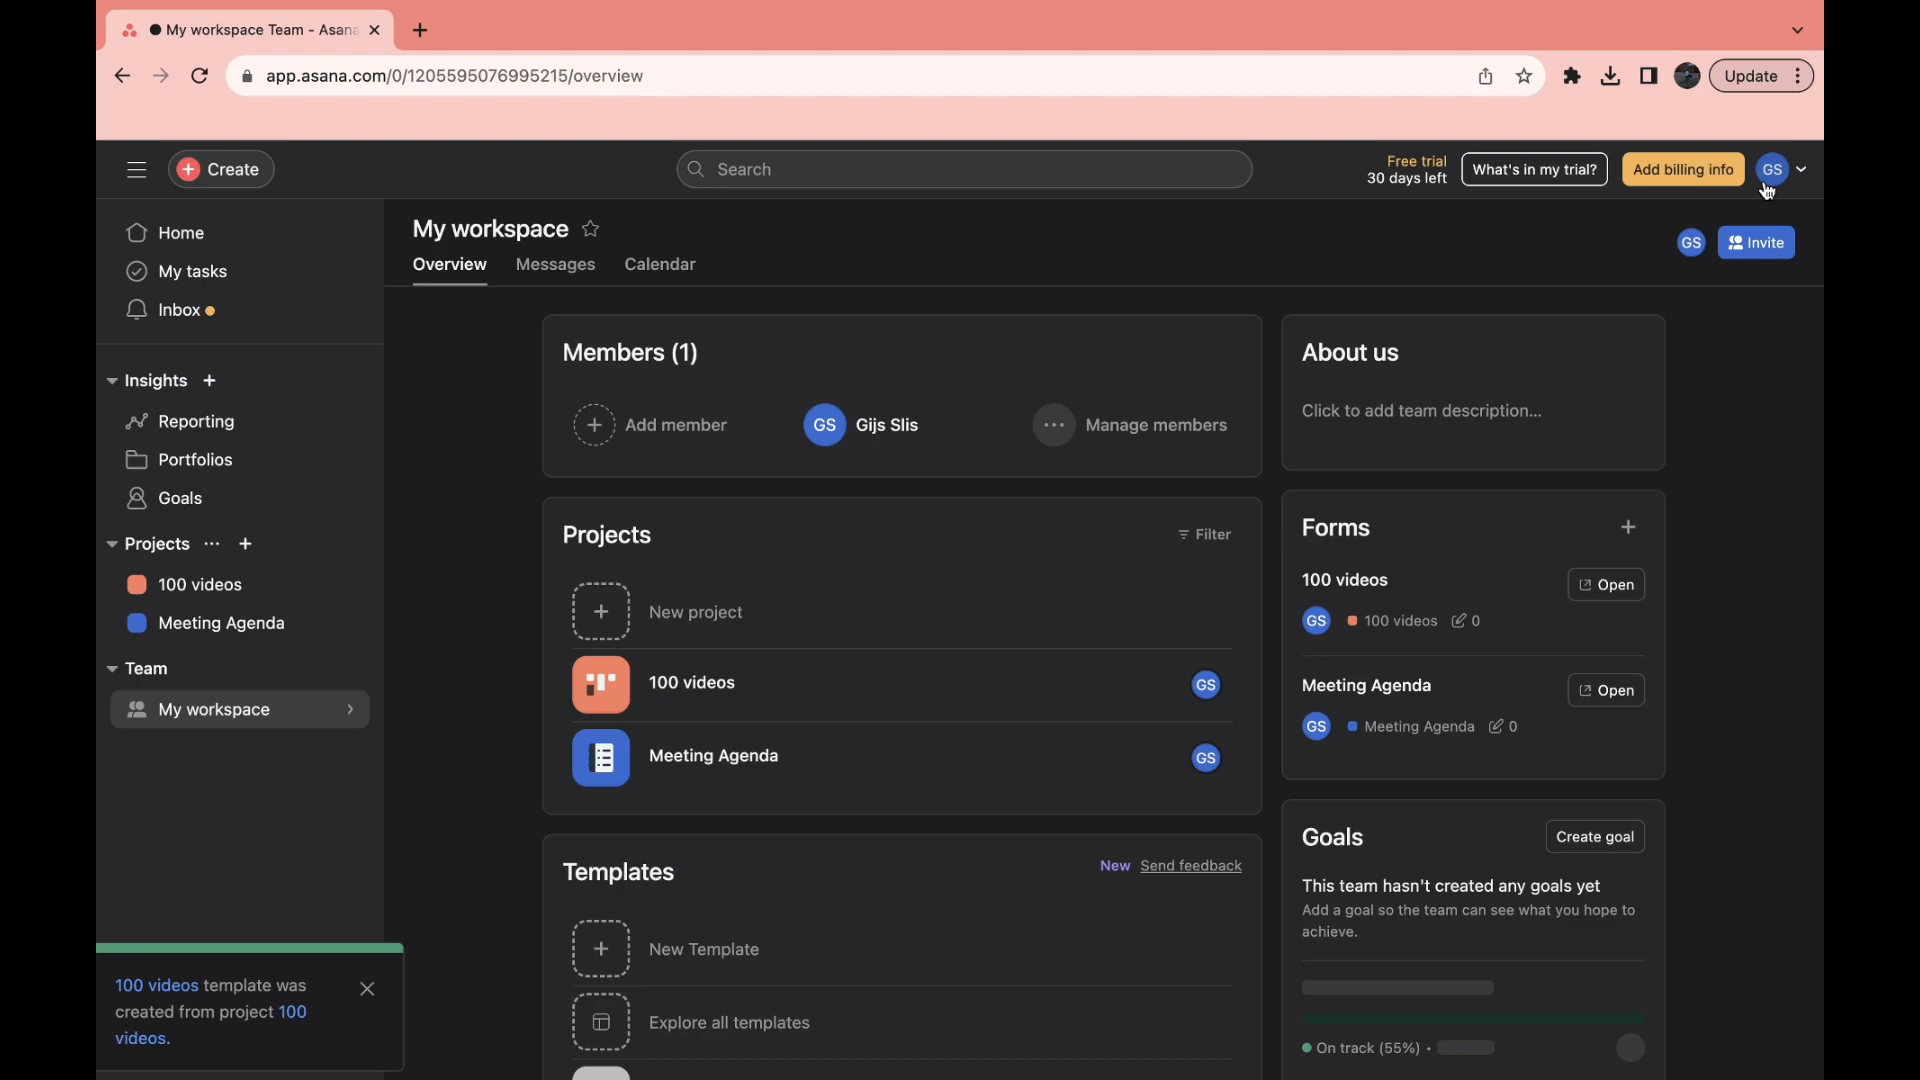 My workspace Team - Asana
app.asana.com/0/1205595076995215/overview
Update
Create
Search
Free trial
30 days left
What's in my trial?
Add billing info
GS
Home
My tasks
Inbox
Insights
Reporting
Portfolios
Goals
Projects
100 videos
Meeting Agenda
Team
My workspace
100 videos template was
created from project 100
videos.
My workspace
GS
Invite
Overview
Messages
Calendar
Members (1)
Add member
GS
Gijs Slis
Manage members
Projects
Filter
New project
100 videos
GS
Meeting Agenda
GS
Templates
New
Send feedback
New Template
Explore all templates
About us
Click to add team description...
Forms
100 videos
Open
GS
100 videos
0
Meeting Agenda
Open
GS
Meeting Agenda
0
Goals
Create goal
This team hasn't created any goals yet
Add a goal so the team can see what you hope to
achieve.
On track (55%)